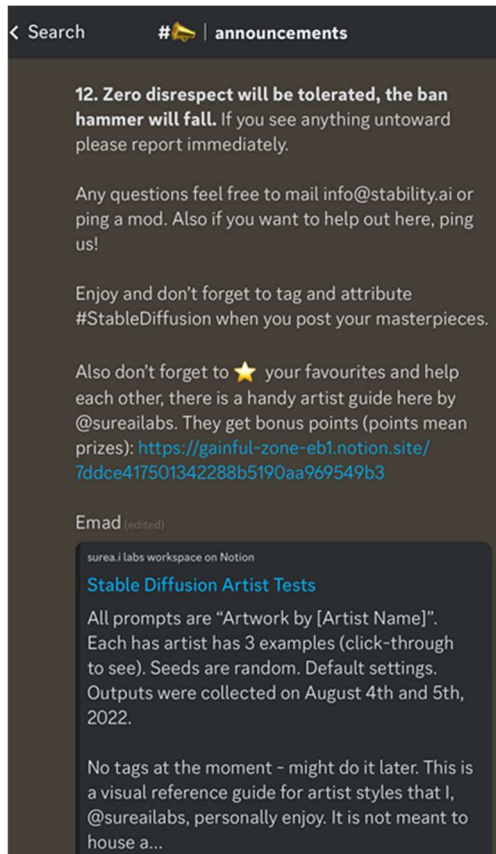 Search
#📣 | announcements
12. Zero disrespect will be tolerated, the ban
hammer will fall. If you see anything untoward
please report immediately.
Any questions feel free to mail info@stability.ai or
ping a mod. Also if you want to help out here, ping
us!
Enjoy and don't forget to tag and attribute
#StableDiffusion when you post your masterpieces.
Also don't forget to ⭐ your favourites and help
each other, there is a handy artist guide here by
@sureailabs. They get bonus points (points mean
prizes): https://gainful-zone-eb1.notion.site/
7ddce417501342288b5190aa969549b3
Emad (edited)
surea.i labs workspace on Notion
Stable Diffusion Artist Tests
All prompts are "Artwork by [Artist Name]".
Each has artist has 3 examples (click-through
to see). Seeds are random. Default settings.
Outputs were collected on August 4th and 5th,
2022.
No tags at the moment - might do it later. This is
a visual reference guide for artist styles that I,
@sureailabs, personally enjoy. It is not meant to
house a...